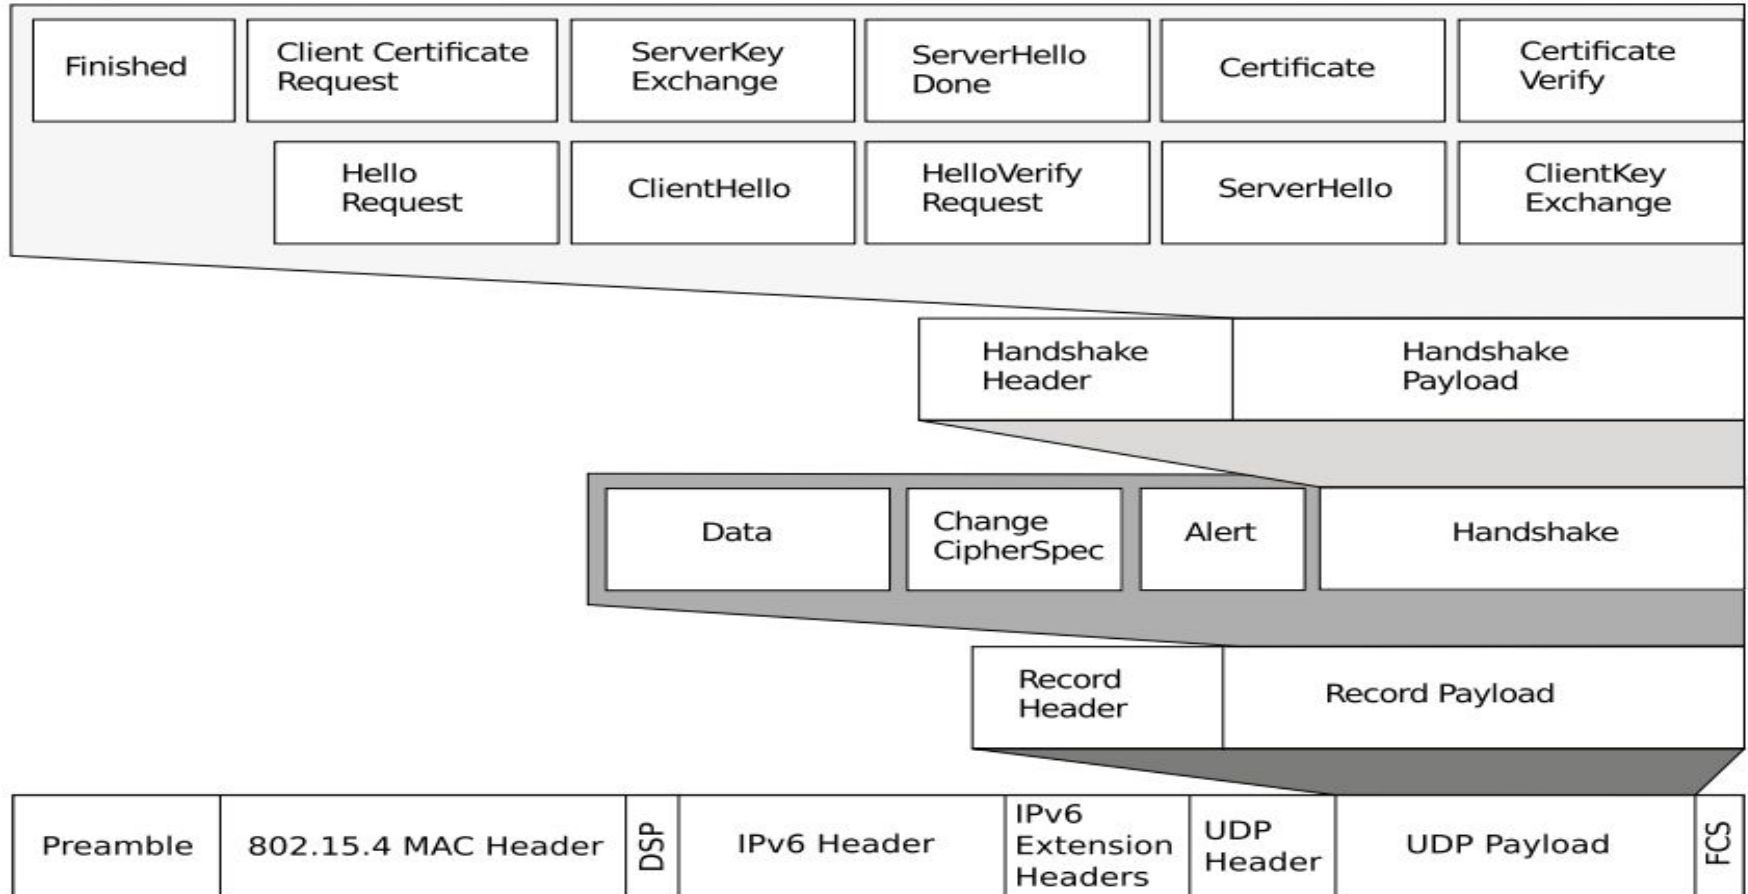 Finished
Client Certificate
Request
ServerKey
Exchange
ServerHello
Done
Certificate
Certificate
Verify
Hello
Request
ClientHello
HelloVerify
Request
ServerHello
ClientKey
Exchange
Handshake
Header
Handshake
Payload
Data
Change
CipherSpec
Alert
Handshake
Record
Header
Record Payload
Preamble
802.15.4 MAC Header
DSP
IPv6 Header
IPv6
Extension
Headers
UDP
Header
UDP Payload
FCS